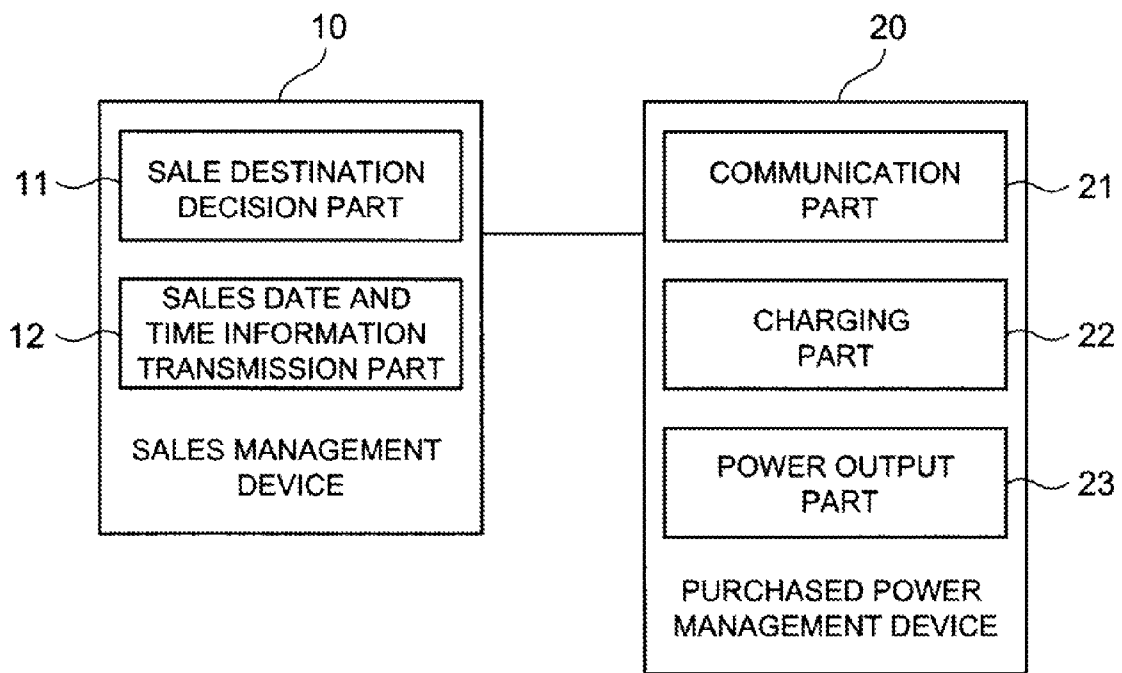 10
11
SALE DESTINATION
DECISION PART
12
SALES DATE AND
TIME INFORMATION
TRANSMISSION PART
SALES MANAGEMENT
DEVICE
20
COMMUNICATION
PART
21
CHARGING
PART
22
POWER OUTPUT
PART
23
PURCHASED POWER
MANAGEMENT DEVICE